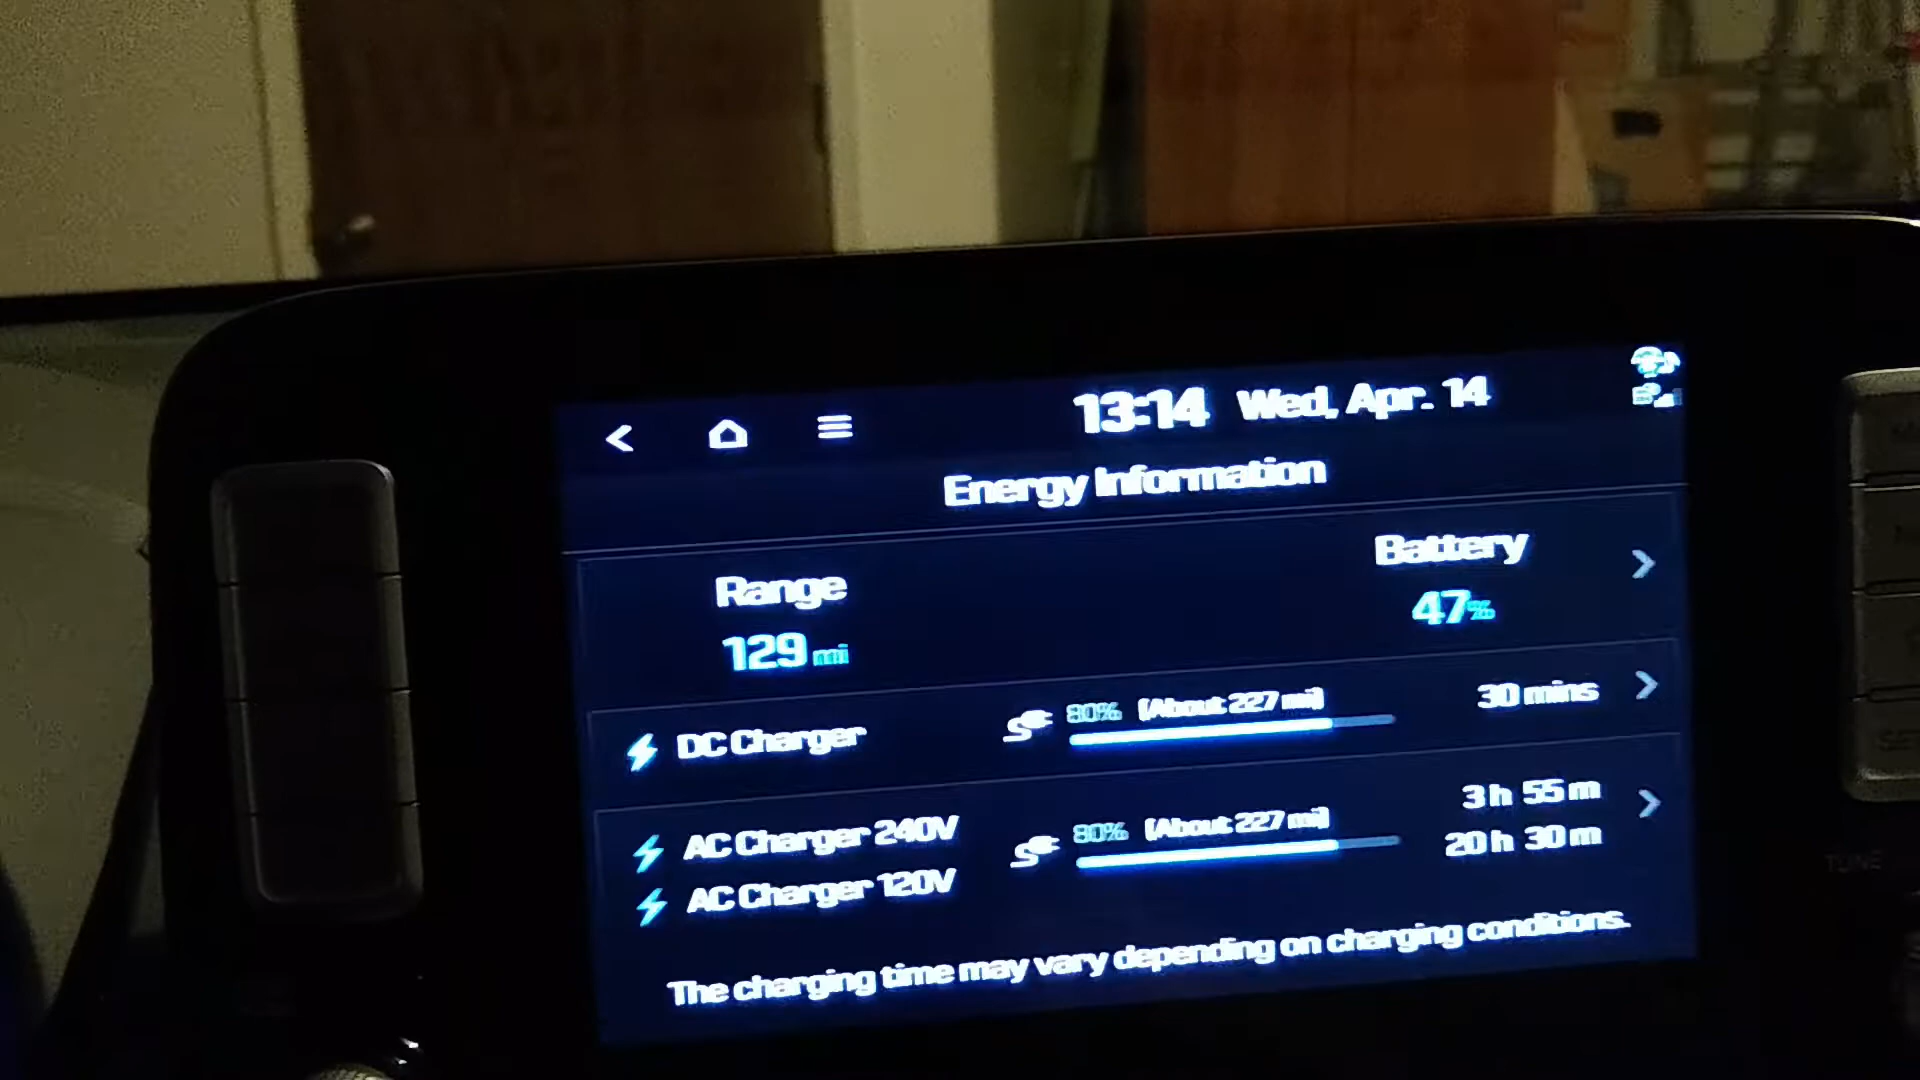 13:14 Wed, Apr. 14
Energy Information
Range
Battery
129 mi
47%
DC Charger
80% (About 227 mi)
30 mins
AC Charger 240V
AC Charger 120V
80% (About 227 mi)
3 h 55 m
20 h 30 m
The charging time may vary depending on charging conditions.
TUNE